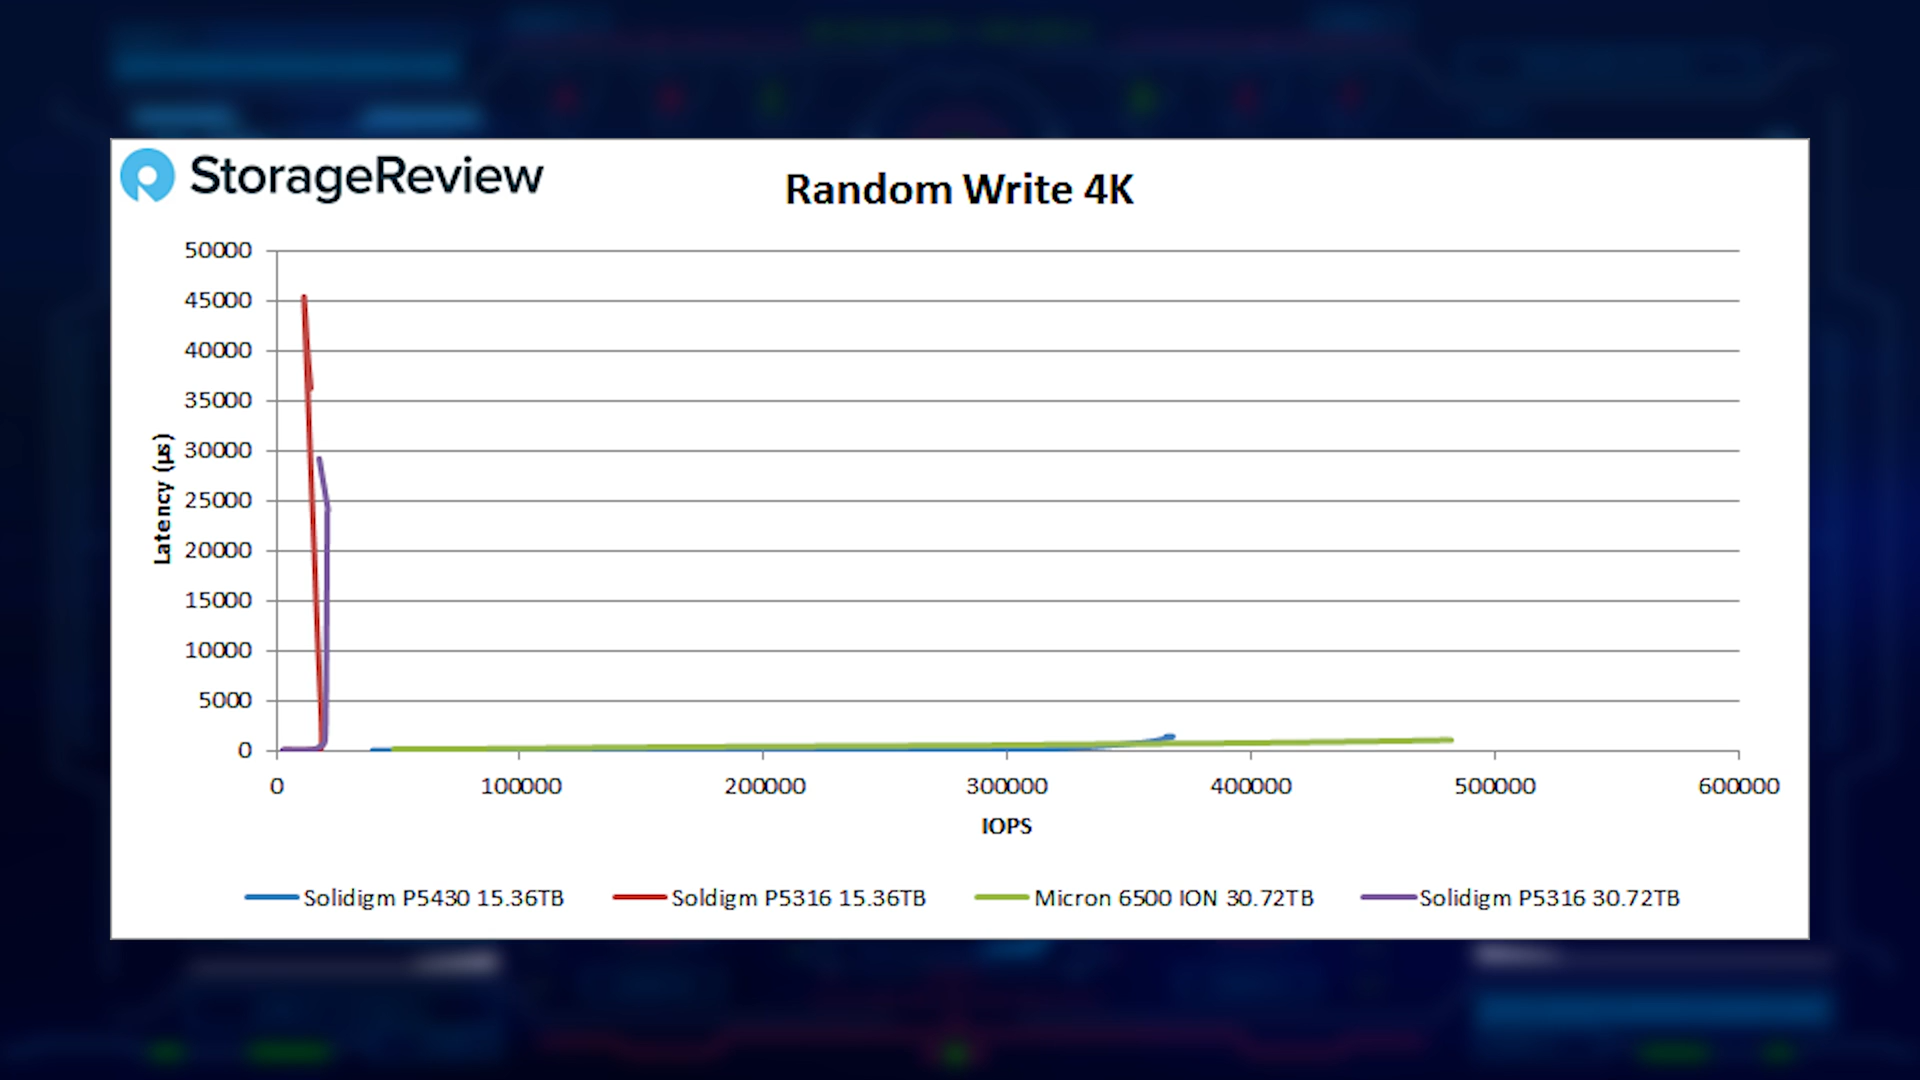 StorageReview
Random Write 4K
50000
45000
40000
35000
30000
25000
20000
15000
10000
5000
0
Latency (µs)
0 100000 200000 300000 400000 500000 600000
IOPS
Solidigm P5430 15.36TB Soldigm P5316 15.36TB Micron 6500 ION 30.72TB Solidigm P5316 30.72TB